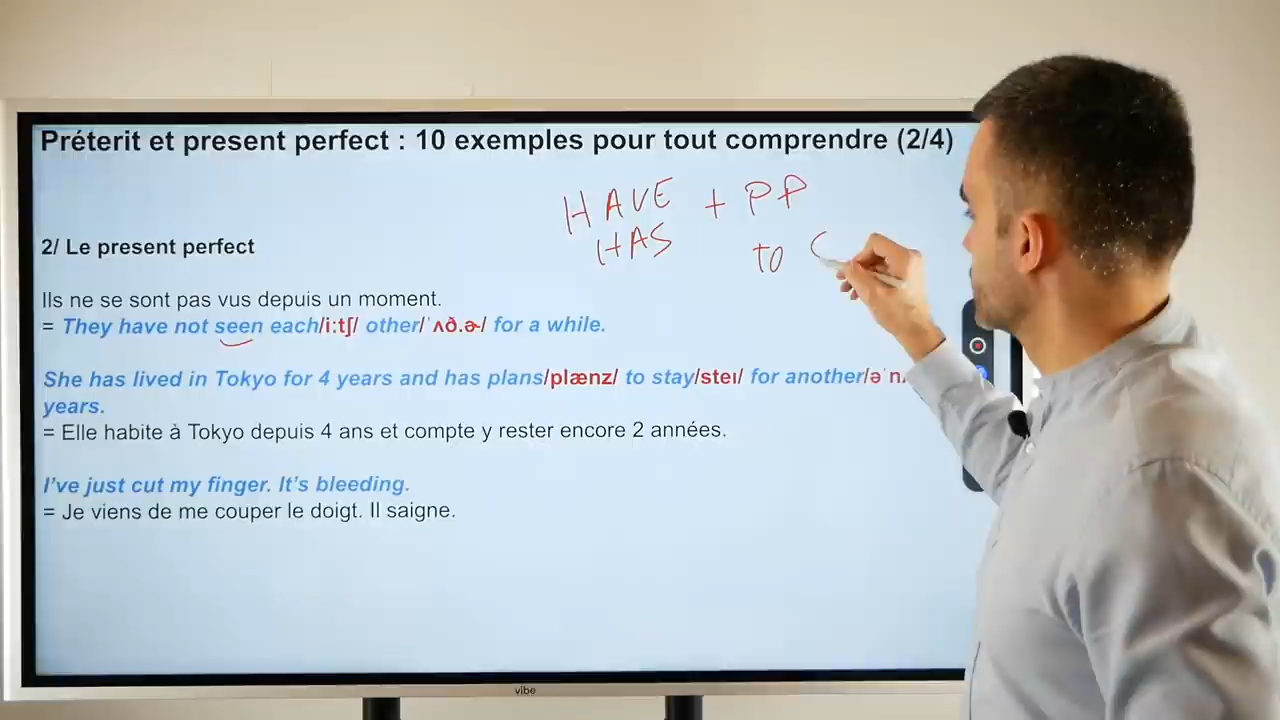 Préterit et present perfect : 10 exemples pour tout comprendre (2/4)
HAVE + PP
HAS to
2/ Le present perfect
Ils ne se sont pas vus depuis un moment.
= They have not seen each/i:tʃ/ other/ˈʌð.ɚ/ for a while.
She has lived in Tokyo for 4 years and has plans/plænz/ to stay/steɪ/ for another
years.
= Elle habite à Tokyo depuis 4 ans et compte y rester encore 2 années.
I've just cut my finger. It's bleeding.
= Je viens de me couper le doigt. Il saigne.
vibe